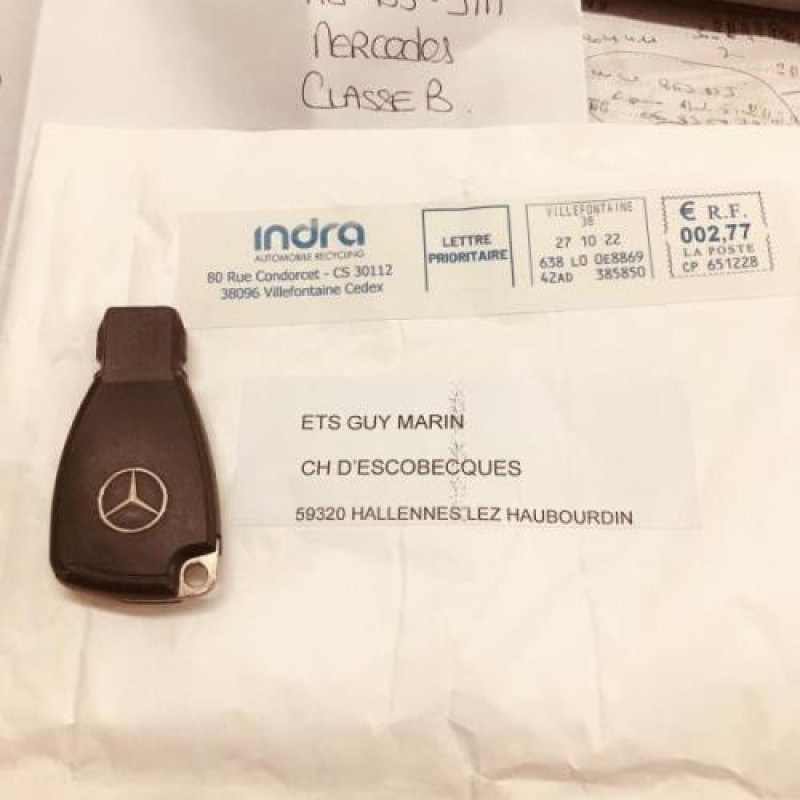 Mercedes
CLASSE B.
indra
AUTOMOBILE RECYCLING
80 Rue Condorcet - CS 30112
38096 Villefontaine Cedex
LETTRE
PRIORITAIRE
VILLEFONTAINE
38
27 10 22
638 LO 0E8869
42AD 385850
€ R.F.
002,77
LA POSTE
CP 651228
ETS GUY MARIN
CH D'ESCOBECQUES
59320 HALLENNES LEZ HAUBOURDIN